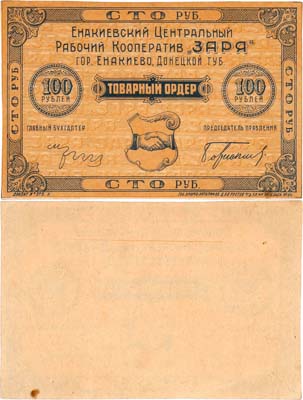 СТО РУБ.
ЕНАКИЕВСКИЙ ЦЕНТРАЛЬНЫЙ
РАБОЧИЙ КООПЕРАТИВ „ЗАРЯ“
ГОР. ЕНАКИЕВО, ДОНЕЦКОЙ ГУБ.
СТО РУБ
СТО РУБ
100 РУБЛЕЙ
ТОВАРНЫЙ ОРДЕР
100 РУБЛЕЙ
ГЛАВНЫЙ БУХГАЛТЕР
ПРЕДСЕДАТЕЛЬ ПРАВЛЕНИЯ
СТО РУБ.